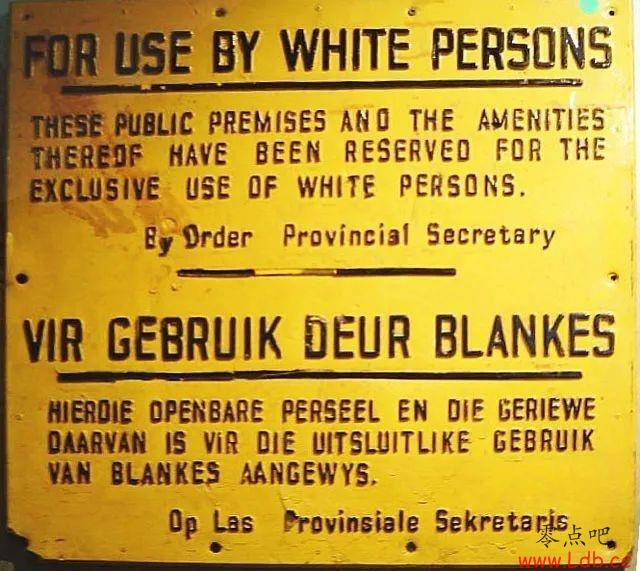 FOR USE BY WHITE PERSONS
THESE PUBLIC PREMISES AND THE AMENITIES
THEREOF HAVE BEEN RESERVED FOR THE
EXCLUSIVE USE OF WHITE PERSONS.
By Order Provincial Secretary
VIR GEBRUIK DEUR BLANKES
HIERDIE OPENBARE PERSEEL EN DIE GERIEWE
DAARVAN IS VIR DIE UITSLUITLIKE GEBRUIK
VAN BLANKES AANGEWYS.
Op Las Provinsiale Sekretaris
零点吧
www.Ldb.cc